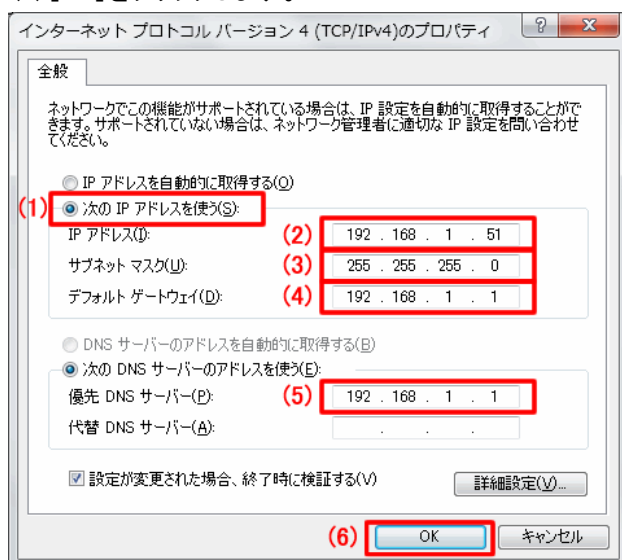 インターネット プロトコル バージョン 4 (TCP/IPv4)のプロパティ
全般
ネットワークでこの機能がサポートされている場合は、IP 設定を自動的に取得することがで
きます。サポートされていない場合は、ネットワーク管理者に適切な IP 設定を問い合わせ
てください。
IP アドレスを自動的に取得する(O)
(1) 次の IP アドレスを使う(S):
IP アドレス(I): (2) 192 . 168 . 1 . 51
サブネット マスク(U): (3) 255 . 255 . 255 . 0
デフォルト ゲートウェイ(D): (4) 192 . 168 . 1 . 1
DNS サーバーのアドレスを自動的に取得する(B)
次の DNS サーバーのアドレスを使う(E):
優先 DNS サーバー(P): (5) 192 . 168 . 1 . 1
代替 DNS サーバー(A): . . .
設定が変更された場合、終了時に検証する(V)
詳細設定(V)...
(6) OK キャンセル